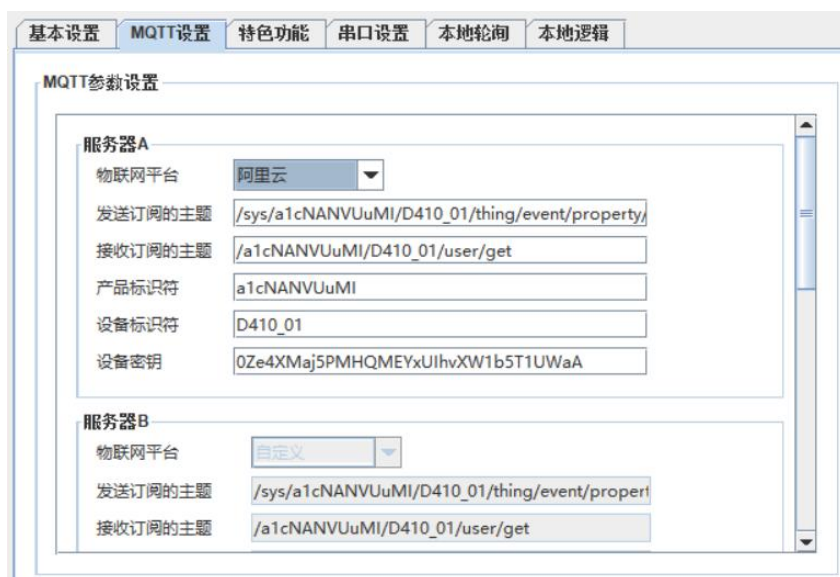 基本设置 MQTT设置 特色功能 串口设置 本地轮询 本地逻辑
MQTT参数设置
服务器A
物联网平台 阿里云
发送订阅的主题 /sys/a1cNANVUuMI/D410_01/thing/event/property/
接收订阅的主题 /a1cNANVUuMI/D410_01/user/get
产品标识符 a1cNANVUuMI
设备标识符 D410_01
设备密钥 0Ze4XMaj5PMHQMEYxUIhvXW1b5T1UWaA
服务器B
物联网平台 自定义
发送订阅的主题 /sys/a1cNANVUuMI/D410_01/thing/event/propert
接收订阅的主题 /a1cNANVUuMI/D410_01/user/get